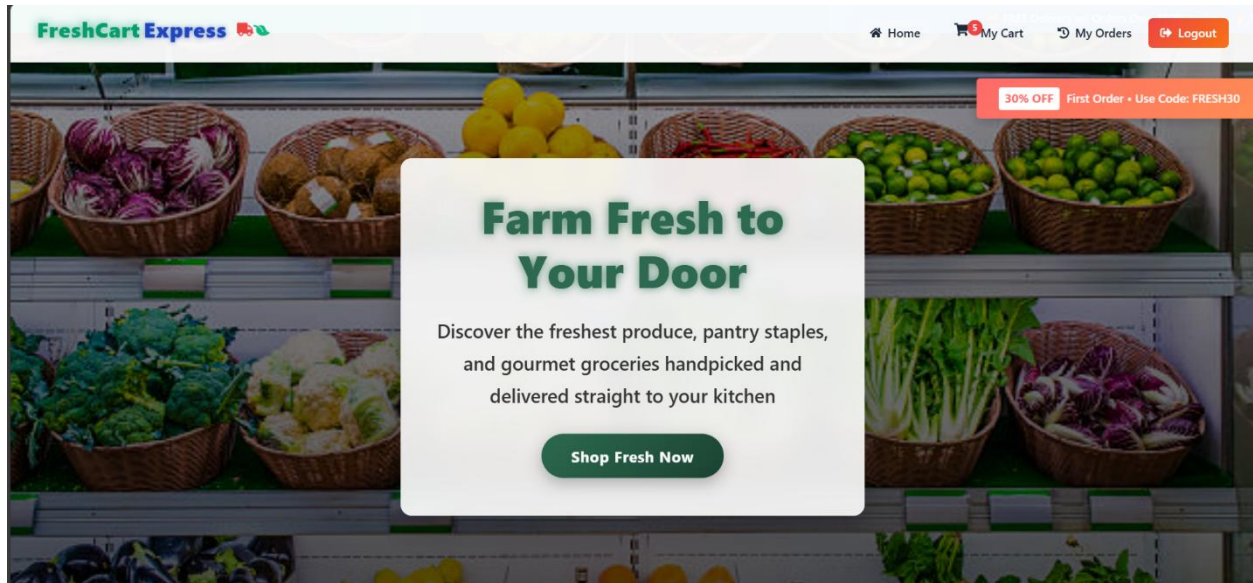 FreshCart Express
Home
5
My Cart
My Orders
Logout
30% OFF First Order • Use Code: FRESH30
Farm Fresh to
Your Door
Discover the freshest produce, pantry staples,
and gourmet groceries handpicked and
delivered straight to your kitchen
Shop Fresh Now